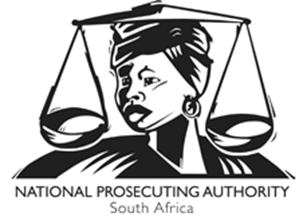 NATIONAL PROSECUTING AUTHORITY
South Africa